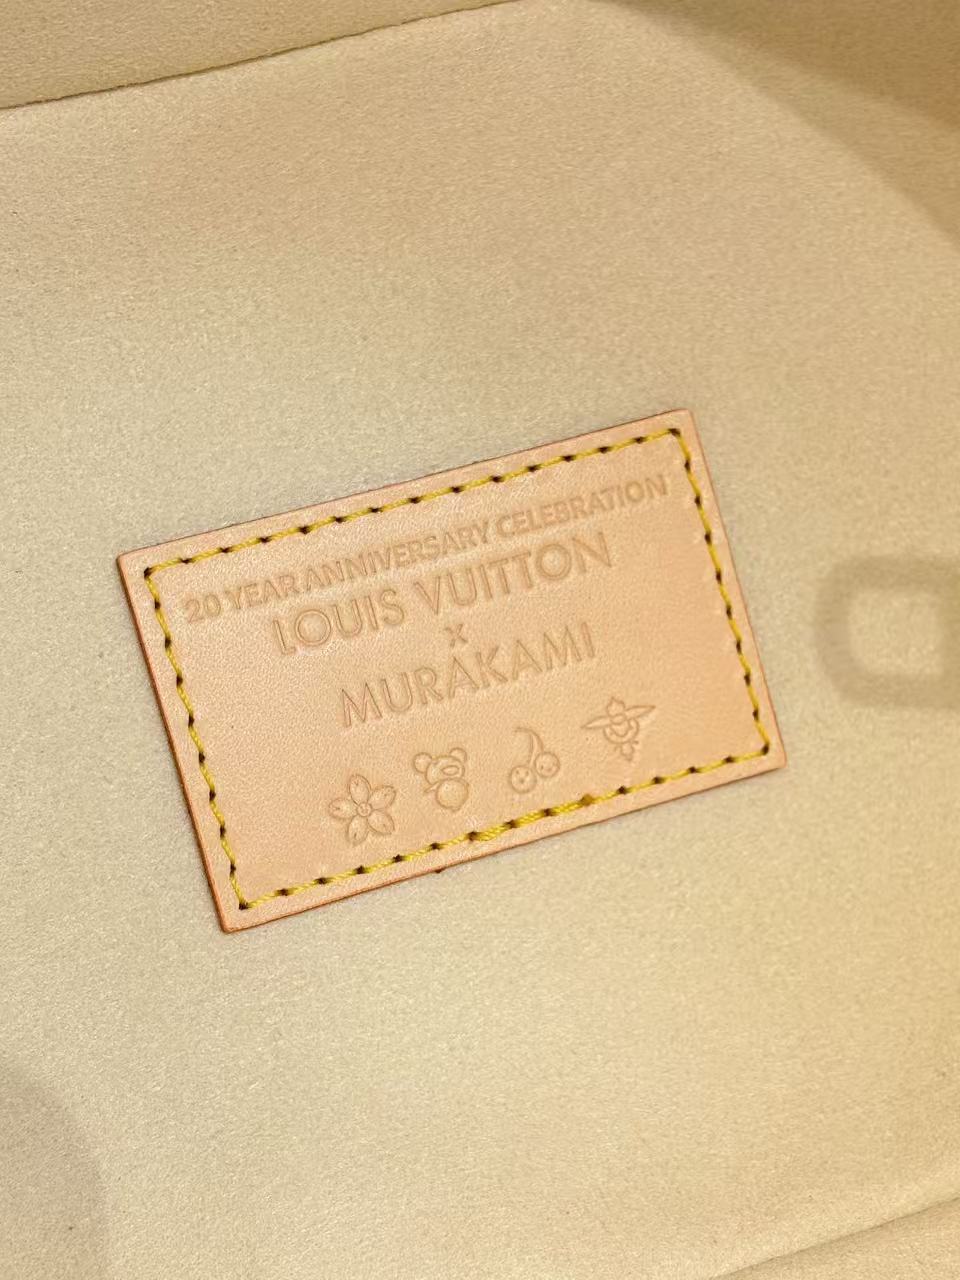 20 YEAR ANNIVERSARY CELEBRATION
LOUIS VUITTON
x
MURAKAMI